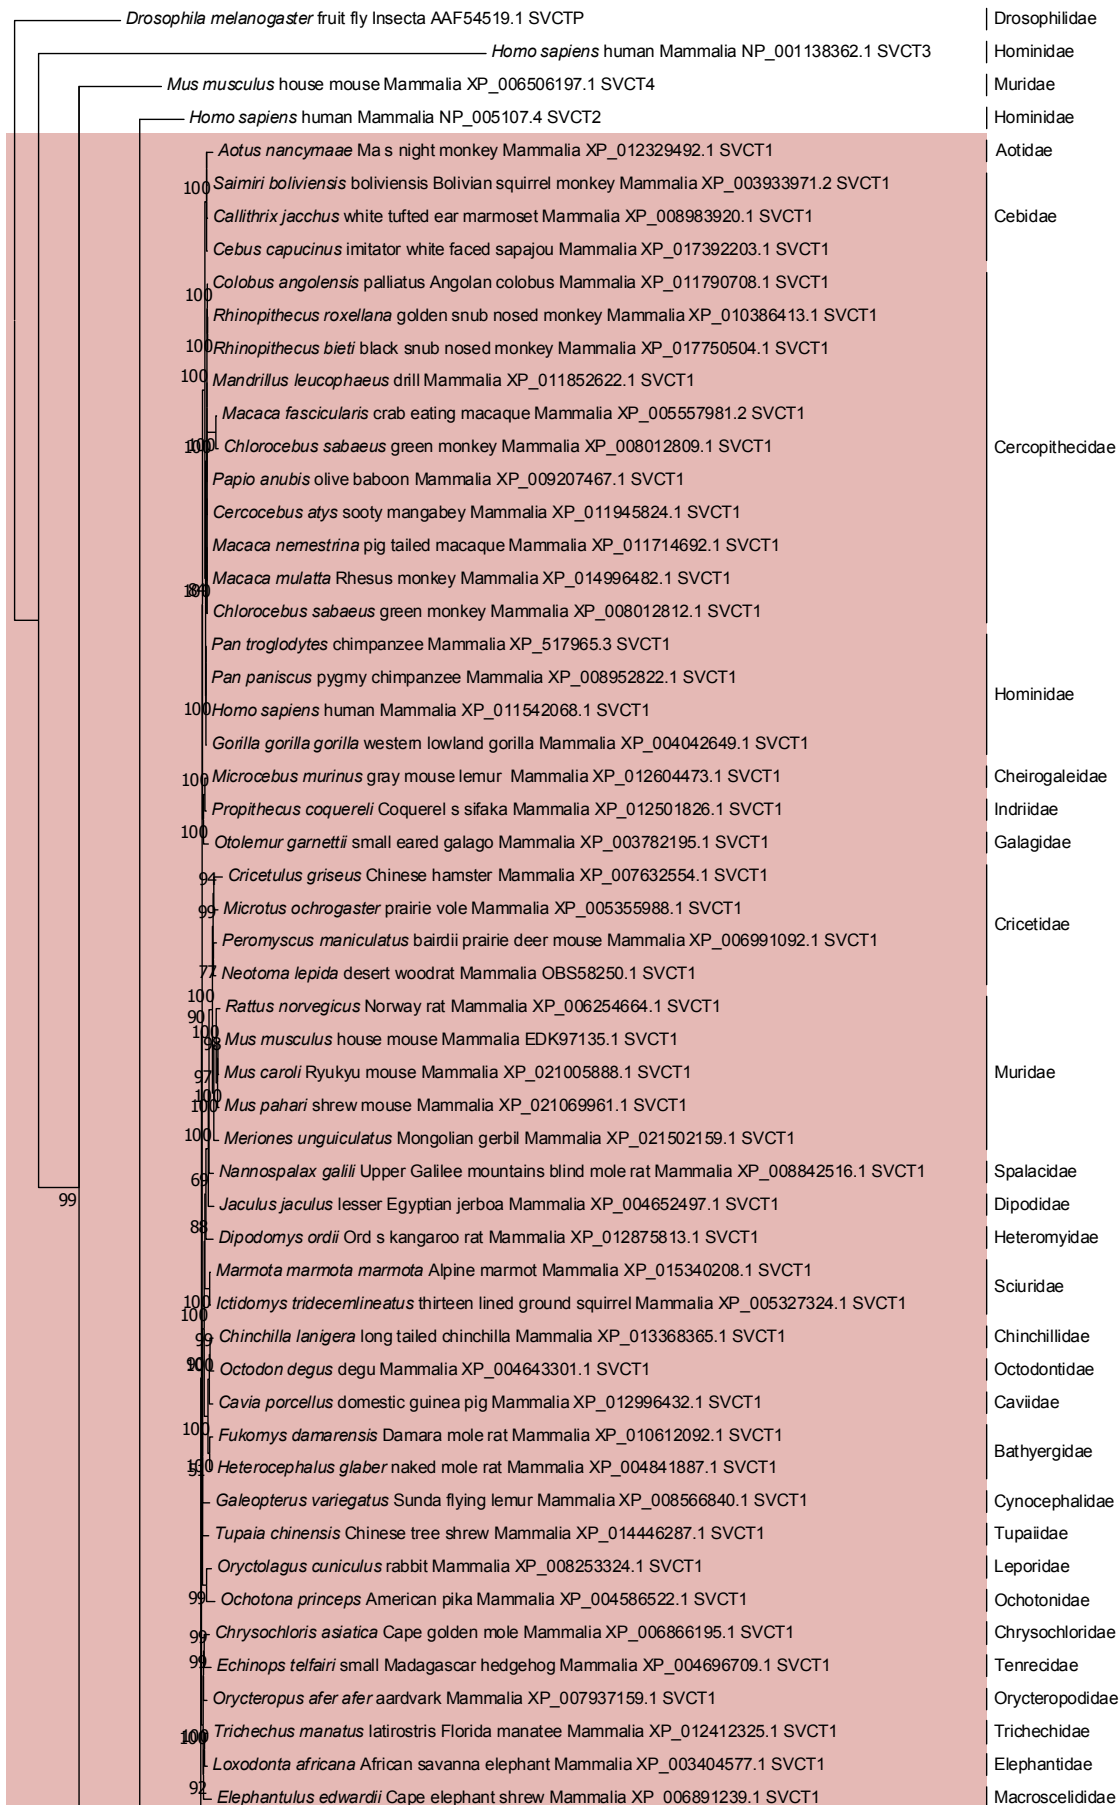 Drosophila melanogaster fruit fly Insecta AAF54519.1 SVCTP Drosophilidae
Homo sapiens human Mammalia NP_001138362.1 SVCT3 Hominidae
Mus musculus house mouse Mammalia XP_006506197.1 SVCT4 Muridae
Homo sapiens human Mammalia NP_005107.4 SVCT2 Hominidae
Aotus nancymaae Ma s night monkey Mammalia XP_012329492.1 SVCT1 Aotidae
100 Saimiri boliviensis boliviensis Bolivian squirrel monkey Mammalia XP_003933971.2 SVCT1
Callithrix jacchus white tufted ear marmoset Mammalia XP_008983920.1 SVCT1 Cebidae
Cebus capucinus imitator white faced sapajou Mammalia XP_017392203.1 SVCT1
Colobus angolensis palliatus Angolan colobus Mammalia XP_011790708.1 SVCT1
100
Rhinopithecus roxellana golden snub nosed monkey Mammalia XP_010386413.1 SVCT1
100 Rhinopithecus bieti black snub nosed monkey Mammalia XP_017750504.1 SVCT1
100 Mandrillus leucophaeus drill Mammalia XP_011852622.1 SVCT1
Macaca fascicularis crab eating macaque Mammalia XP_005557981.2 SVCT1
100 100 Chlorocebus sabaeus green monkey Mammalia XP_008012809.1 SVCT1 Cercopithecidae
Papio anubis olive baboon Mammalia XP_009207467.1 SVCT1
Cercocebus atys sooty mangabey Mammalia XP_011945824.1 SVCT1
Macaca nemestrina pig tailed macaque Mammalia XP_011714692.1 SVCT1
Macaca mulatta Rhesus monkey Mammalia XP_014996482.1 SVCT1
100
Chlorocebus sabaeus green monkey Mammalia XP_008012812.1 SVCT1
Pan troglodytes chimpanzee Mammalia XP_517965.3 SVCT1
Pan paniscus pygmy chimpanzee Mammalia XP_008952822.1 SVCT1
Hominidae
100 Homo sapiens human Mammalia XP_011542068.1 SVCT1
Gorilla gorilla gorilla western lowland gorilla Mammalia XP_004042649.1 SVCT1
100 Microcebus murinus gray mouse lemur Mammalia XP_012604473.1 SVCT1 Cheirogaleidae
Propithecus coquereli Coquerel s sifaka Mammalia XP_012501826.1 SVCT1 Indriidae
100
Otolemur garnettii small eared galago Mammalia XP_003782195.1 SVCT1 Galagidae
94 Cricetulus griseus Chinese hamster Mammalia XP_007632554.1 SVCT1
99 Microtus ochrogaster prairie vole Mammalia XP_005355988.1 SVCT1
Cricetidae
Peromyscus maniculatus bairdii prairie deer mouse Mammalia XP_006991092.1 SVCT1
77 Neotoma lepida desert woodrat Mammalia OBS58250.1 SVCT1
100
Rattus norvegicus Norway rat Mammalia XP_006254664.1 SVCT1
90
100
98 Mus musculus house mouse Mammalia EDK97135.1 SVCT1
97 Mus caroli Ryukyu mouse Mammalia XP_021005888.1 SVCT1 Muridae
100
100 Mus pahari shrew mouse Mammalia XP_021069961.1 SVCT1
100 Meriones unguiculatus Mongolian gerbil Mammalia XP_021502159.1 SVCT1
Nannospalax galili Upper Galilee mountains blind mole rat Mammalia XP_008842516.1 SVCT1 Spalacidae
69
99 Jaculus jaculus lesser Egyptian jerboa Mammalia XP_004652497.1 SVCT1 Dipodidae
88
Dipodomys ordii Ord s kangaroo rat Mammalia XP_012875813.1 SVCT1 Heteromyidae
Marmota marmota marmota Alpine marmot Mammalia XP_015340208.1 SVCT1
Sciuridae
100 Ictidomys tridecemlineatus thirteen lined ground squirrel Mammalia XP_005327324.1 SVCT1
100
99 Chinchilla lanigera long tailed chinchilla Mammalia XP_013368365.1 SVCT1 Chinchillidae
100 Octodon degus degu Mammalia XP_004643301.1 SVCT1 Octodontidae
Cavia porcellus domestic guinea pig Mammalia XP_012996432.1 SVCT1 Caviidae
100
Fukomys damarensis Damara mole rat Mammalia XP_010612092.1 SVCT1
Bathyergidae
100 Heterocephalus glaber naked mole rat Mammalia XP_004841887.1 SVCT1
Galeopterus variegatus Sunda flying lemur Mammalia XP_008566840.1 SVCT1 Cynocephalidae
Tupaia chinensis Chinese tree shrew Mammalia XP_014446287.1 SVCT1 Tupaiidae
Oryctolagus cuniculus rabbit Mammalia XP_008253324.1 SVCT1 Leporidae
99 Ochotona princeps American pika Mammalia XP_004586522.1 SVCT1 Ochotonidae
99 Chrysochloris asiatica Cape golden mole Mammalia XP_006866195.1 SVCT1 Chrysochloridae
99 Echinops telfairi small Madagascar hedgehog Mammalia XP_004696709.1 SVCT1 Tenrecidae
Orycteropus afer afer aardvark Mammalia XP_007937159.1 SVCT1 Orycteropodidae
100 Trichechus manatus latirostris Florida manatee Mammalia XP_012412325.1 SVCT1 Trichechidae
Loxodonta africana African savanna elephant Mammalia XP_003404577.1 SVCT1 Elephantidae
92
Elephantulus edwardii Cape elephant shrew Mammalia XP_006891239.1 SVCT1 Macroscelididae